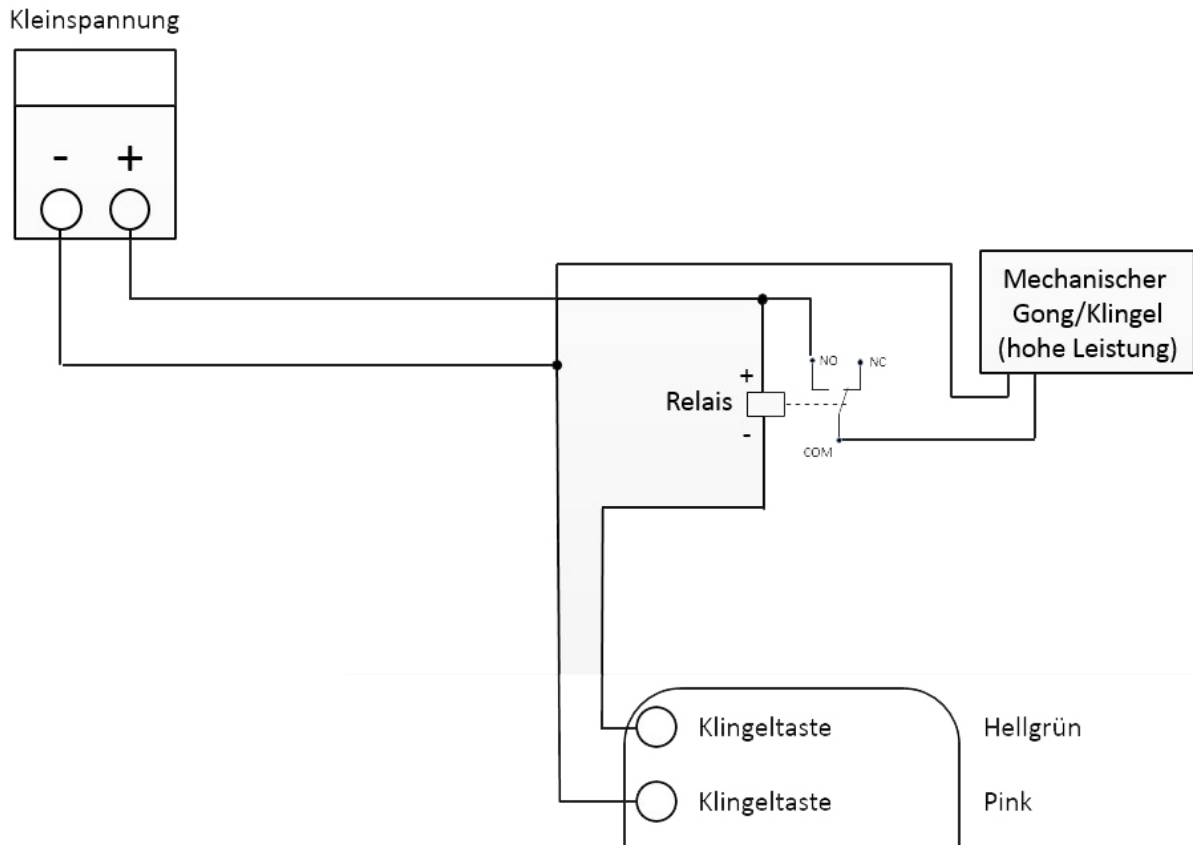 Kleinspannung
- +
Mechanischer
Gong/Klingel
(hohe Leistung)
NO
NC
+
Relais
-
COM
Klingeltaste Hellgrün
Klingeltaste Pink